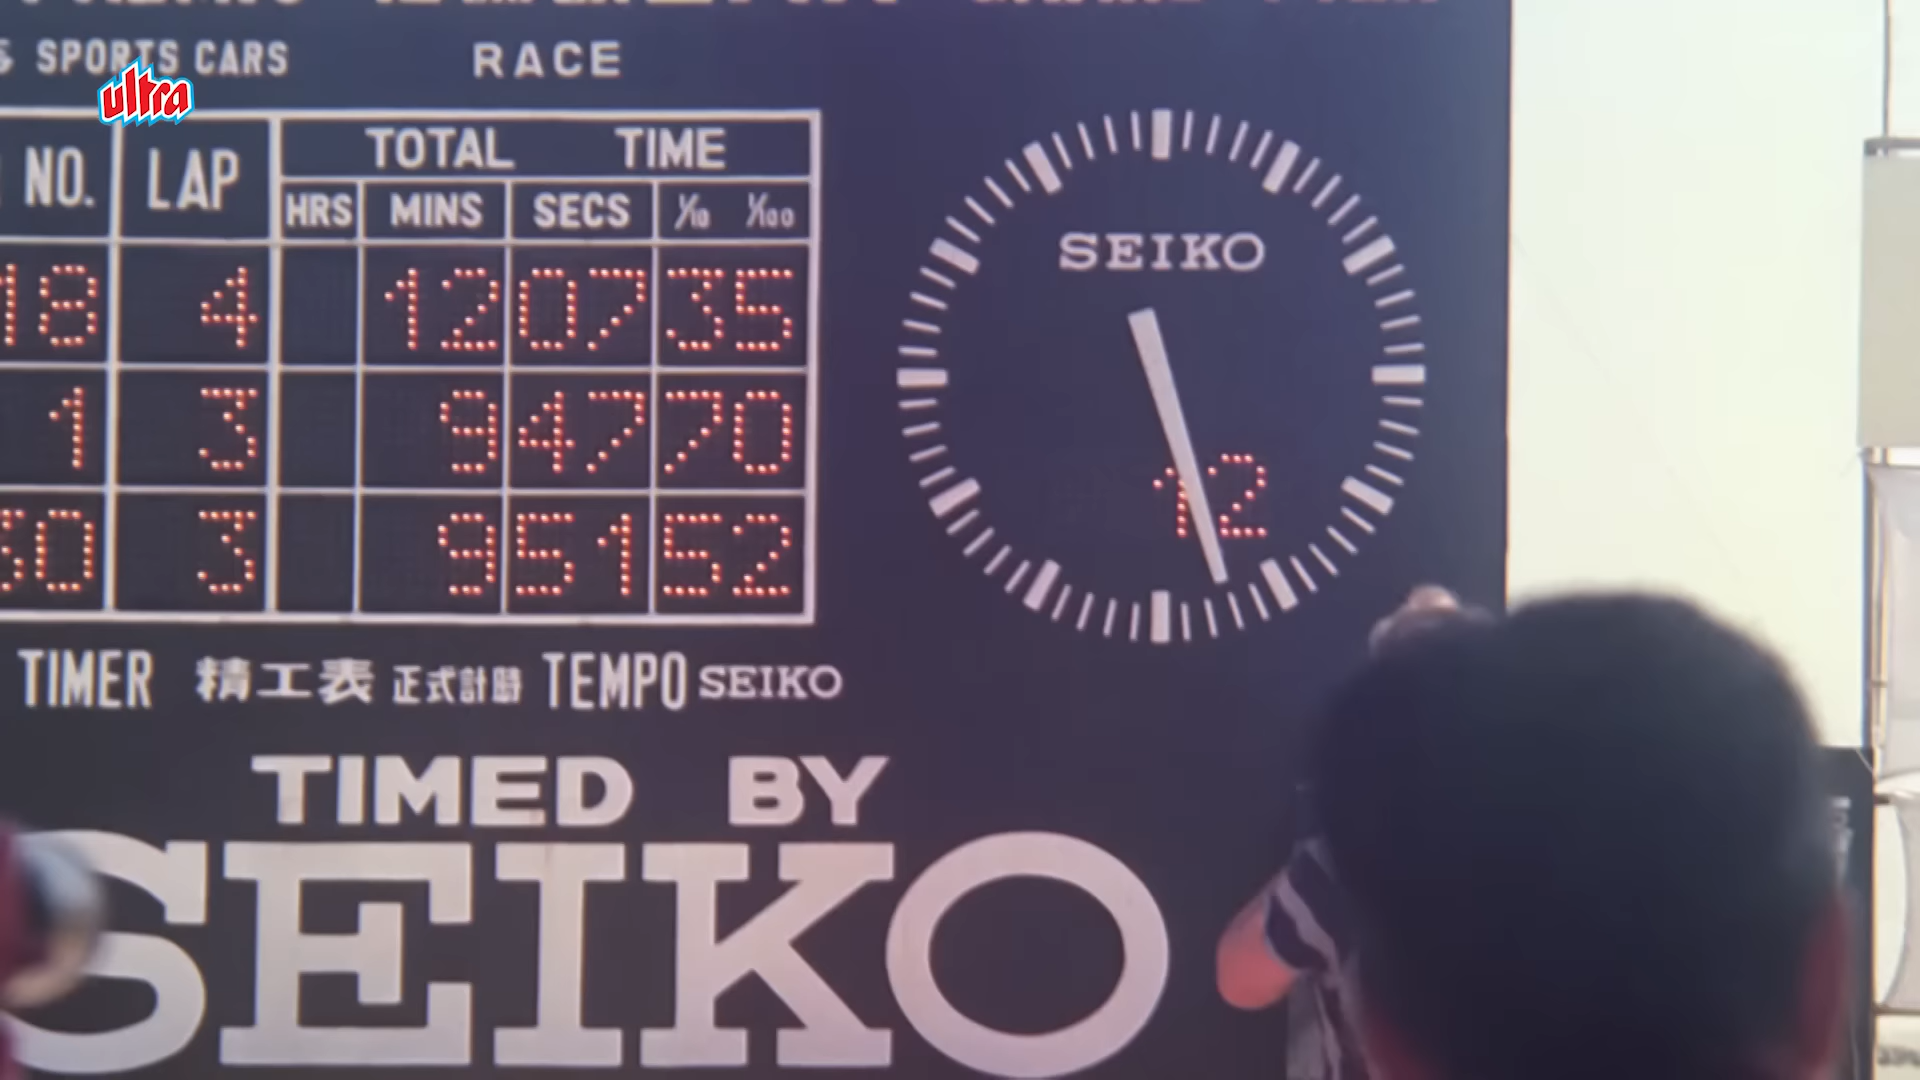 SPORTS CARS RACE
ultra
NO. LAP TOTAL TIME
HRS MINS SECS 1/10 1/100
SEIKO
18 4 12 07 35
1 3 9 47 70
30 3 9 51 52
12
TIMER 精工表 正式計時 TEMPO SEIKO
TIMED BY
SEIKO